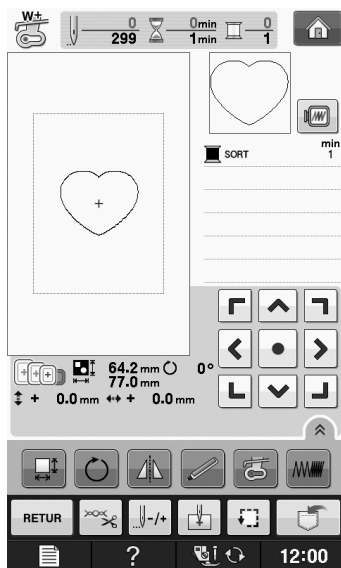 W±
0 0min 0
299 1min 1
min
SORT 1
64.2 mm 0°
77.0 mm
+ 0.0 mm + 0.0 mm
RETUR -/+
? 12:00